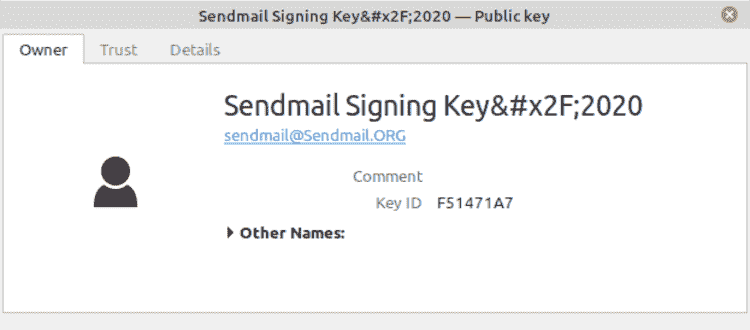 Sendmail Signing Key&#x2F;2020 — Public key
Owner Trust Details
Sendmail Signing Key&#x2F;2020
sendmail@Sendmail.ORG
Comment
Key ID F51471A7
Other Names: